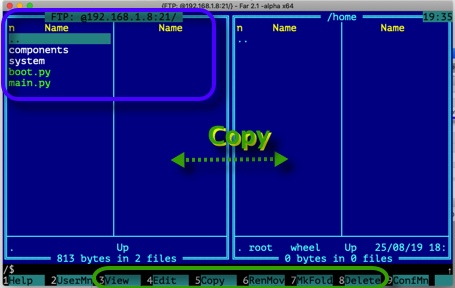 (FTP: @192.168.1.8:21/) - Far 2.1 -alpha x64
FTP: @192.168.1.8:21/
/home
19:35
n Name Name
n Name Name
..
..
components
system
boot.py
main.py
Copy
. Up
. root wheel Up 25/08/19 18:
813 bytes in 2 files
0 bytes in 0 files
/$
1Help 2UserMn 3View 4Edit 5Copy 6RenMov 7MkFold 8Delete 9ConfMn